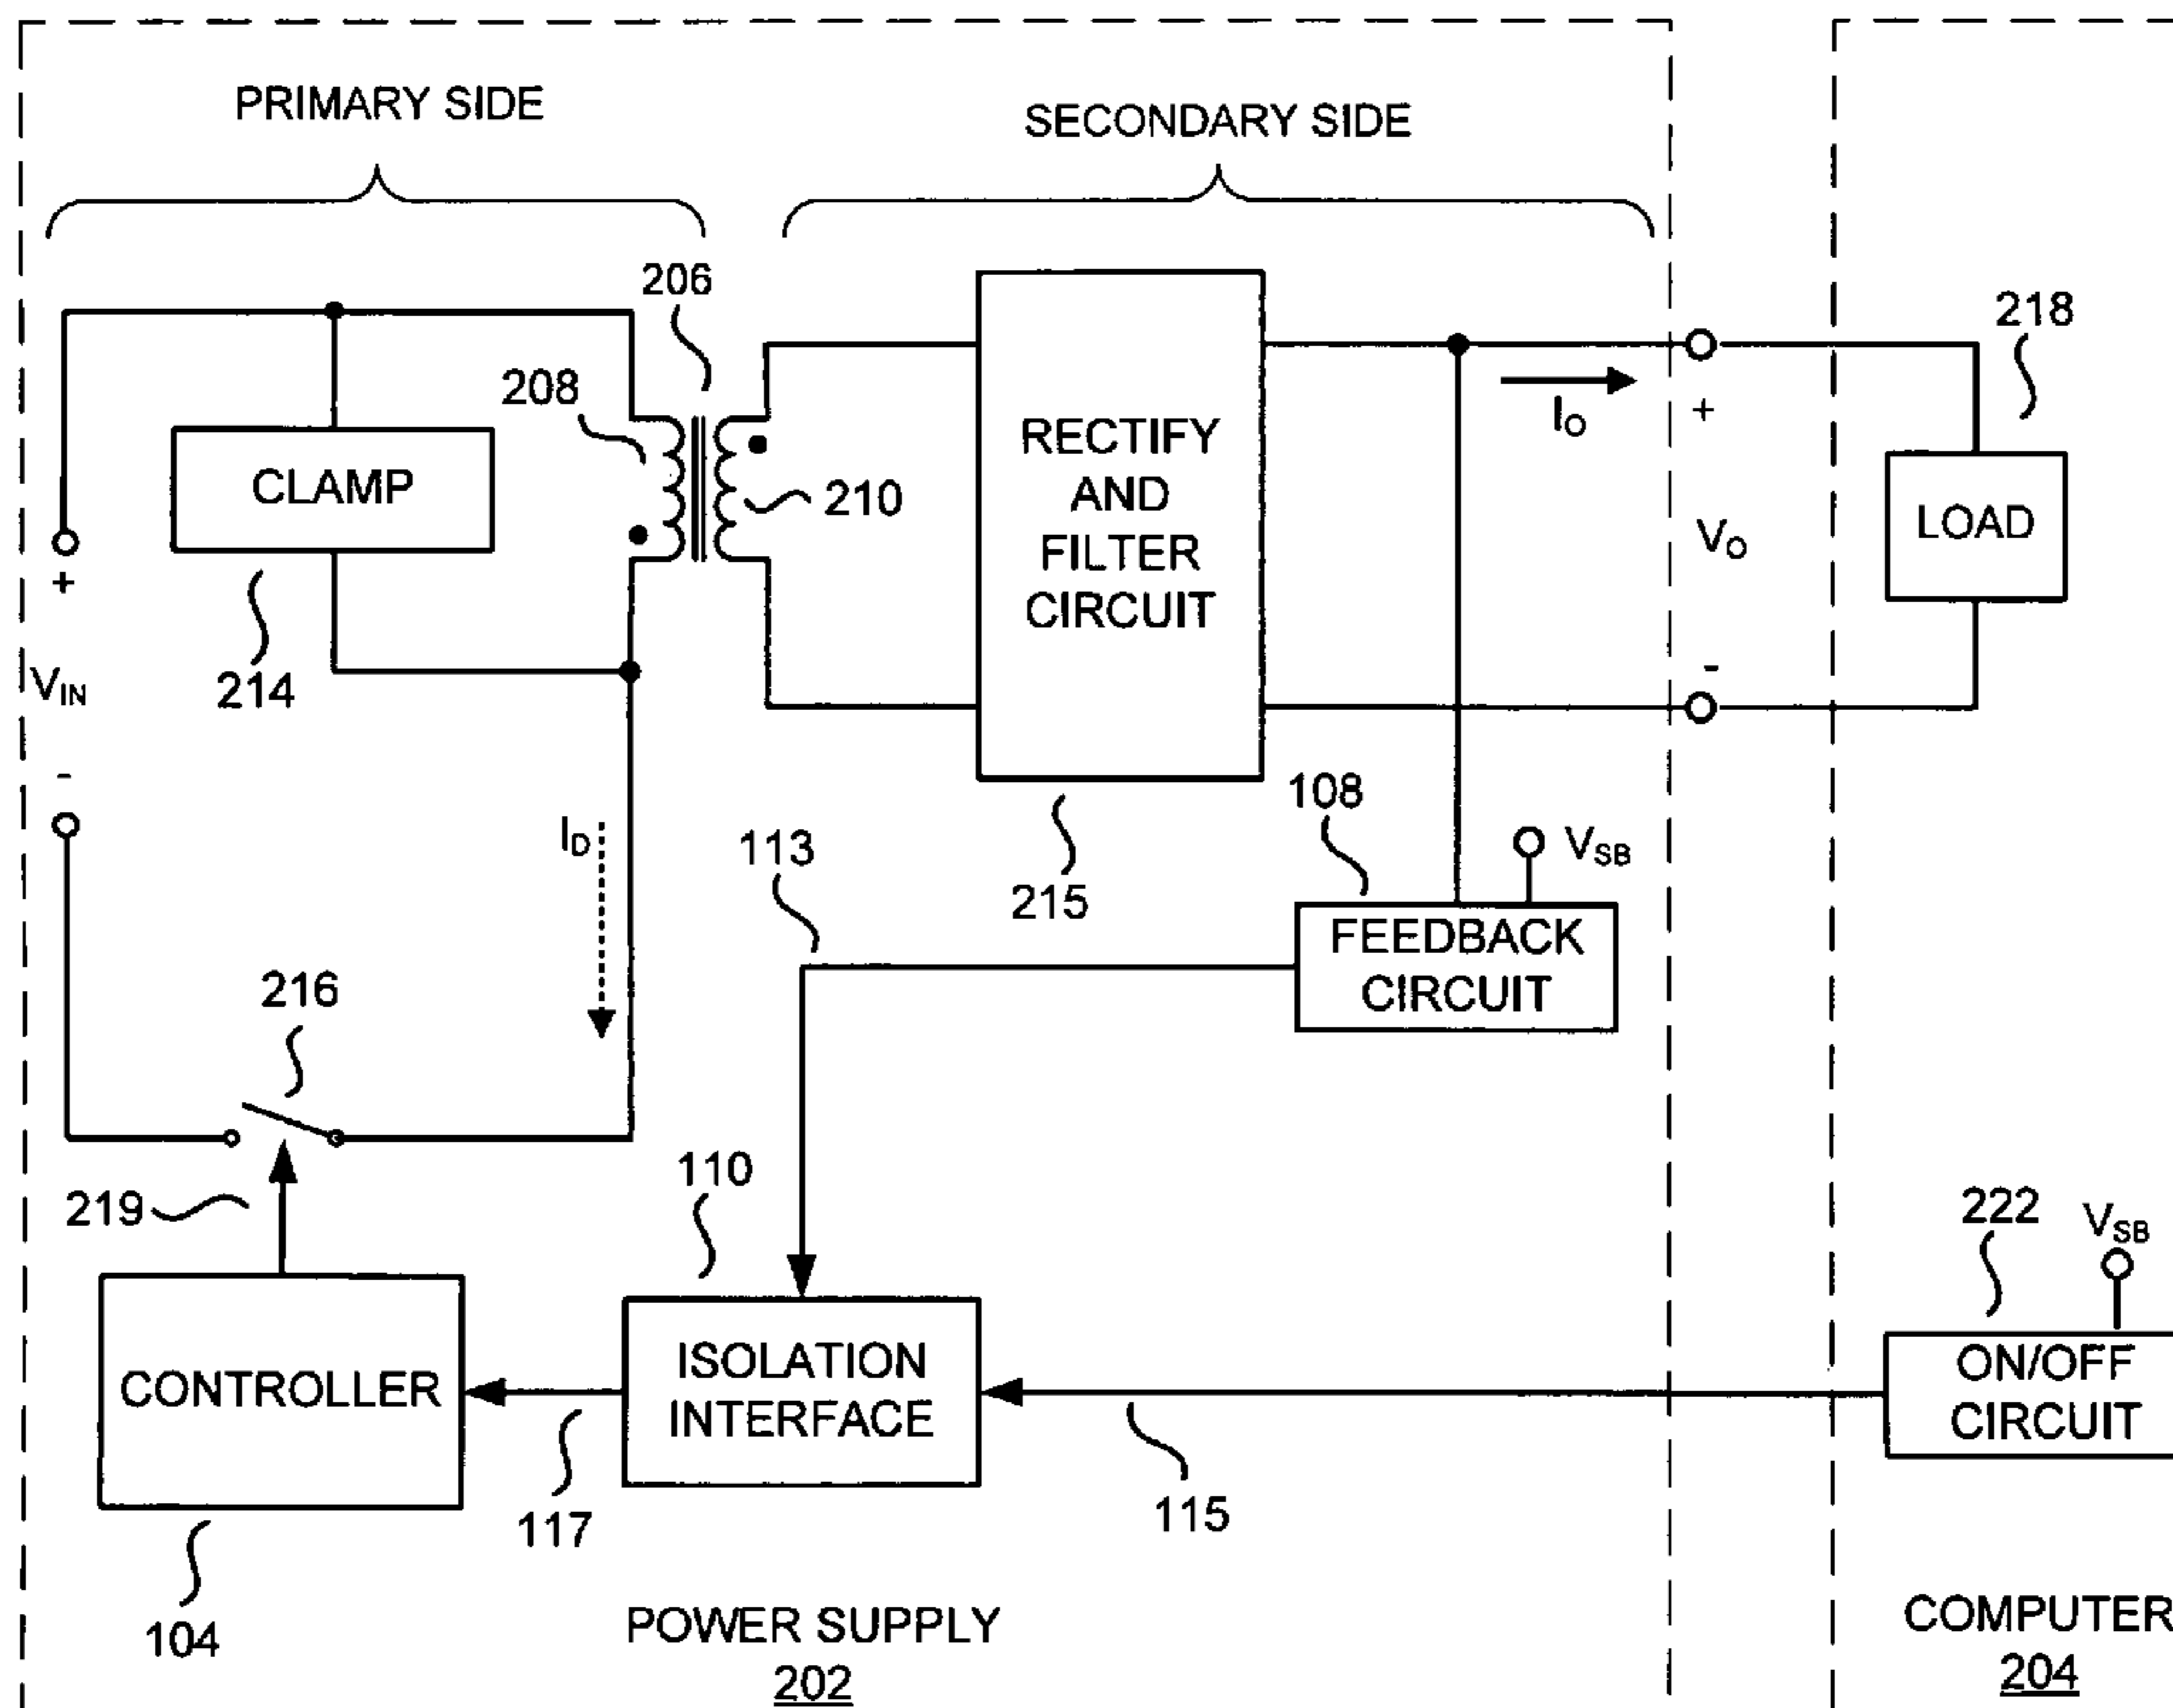 PRIMARY SIDE
SECONDARY SIDE
206
218
208
CLAMP
210
RECTIFY
AND
FILTER
CIRCUIT
IO
+
VO
LOAD
+
VIN
214
-
-
108
VSB
ID
113
215
FEEDBACK
CIRCUIT
216
110
219
222
VSB
CONTROLLER
ISOLATION
INTERFACE
ON/OFF
CIRCUIT
117
115
104
POWER SUPPLY
202
COMPUTER
204